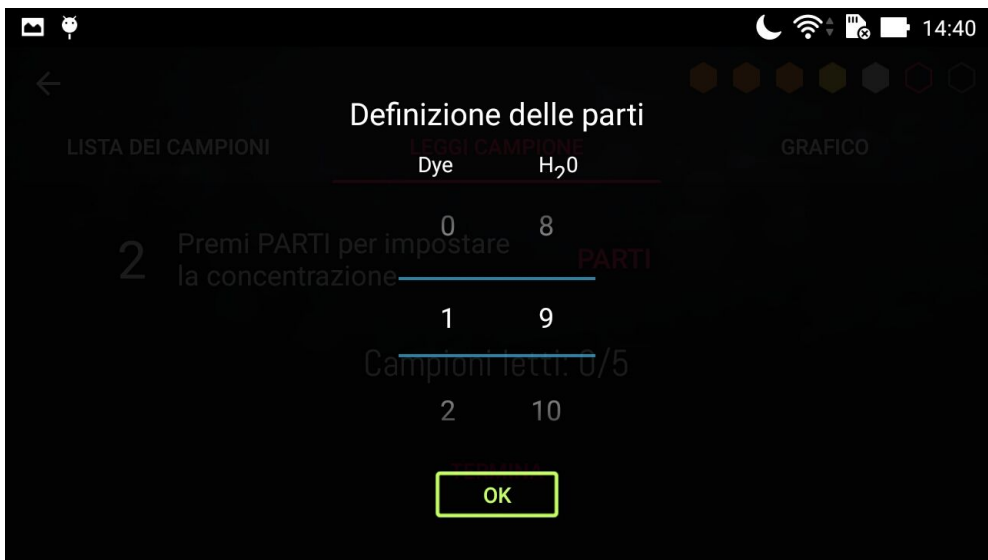 14:40
Definizione delle parti
LISTA DEI CAMPIONI LEGGI CAMPIONE GRAFICO
Dye H₂0
0 8
2 Premi PARTI per impostare
la concentrazione
PARTI
1 9
Campioni letti: 0/5
2 10
TERMINA
OK